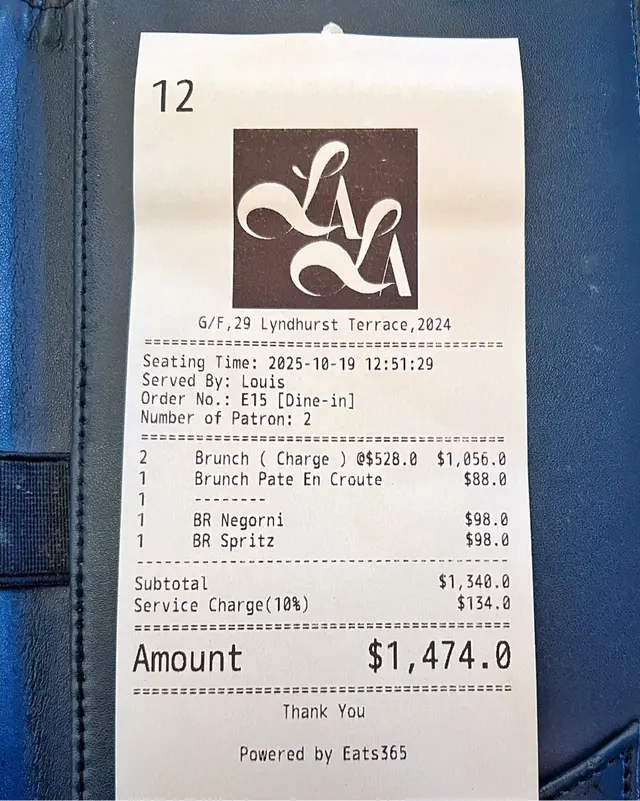 12
LA
LA
G/F,29 Lyndhurst Terrace,2024
Seating Time: 2025-10-19 12:51:29
Served By: Louis
Order No.: E15 [Dine-in]
Number of Patron: 2
2 Brunch ( Charge ) @$528.0 $1,056.0
1 Brunch Pate En Croute $88.0
1 --------
1 BR Negorni $98.0
1 BR Spritz $98.0
Subtotal $1,340.0
Service Charge(10%) $134.0
Amount $1,474.0
Thank You
Powered by Eats365